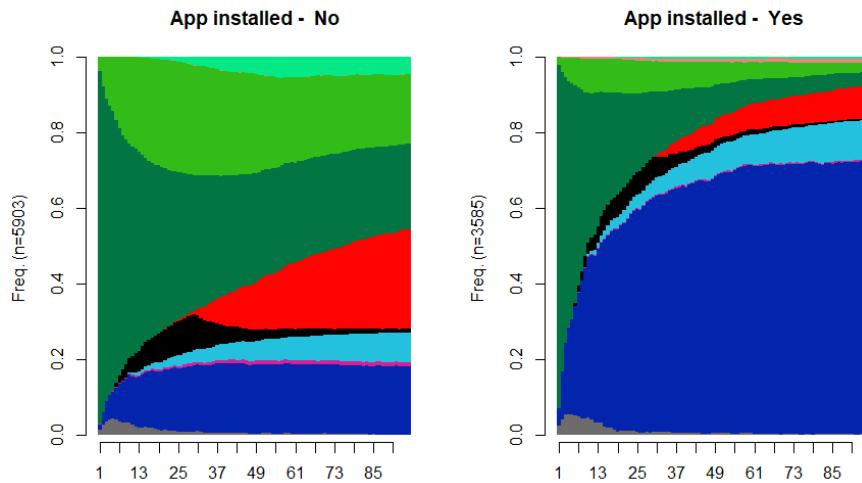 App installed - No
App installed - Yes
Freq. (n=5903)
0.0 0.2 0.4 0.6 0.8 1.0
1 13 25 37 49 61 73 85
Freq. (n=3585)
0.0 0.2 0.4 0.6 0.8 1.0
1 13 25 37 49 61 73 85